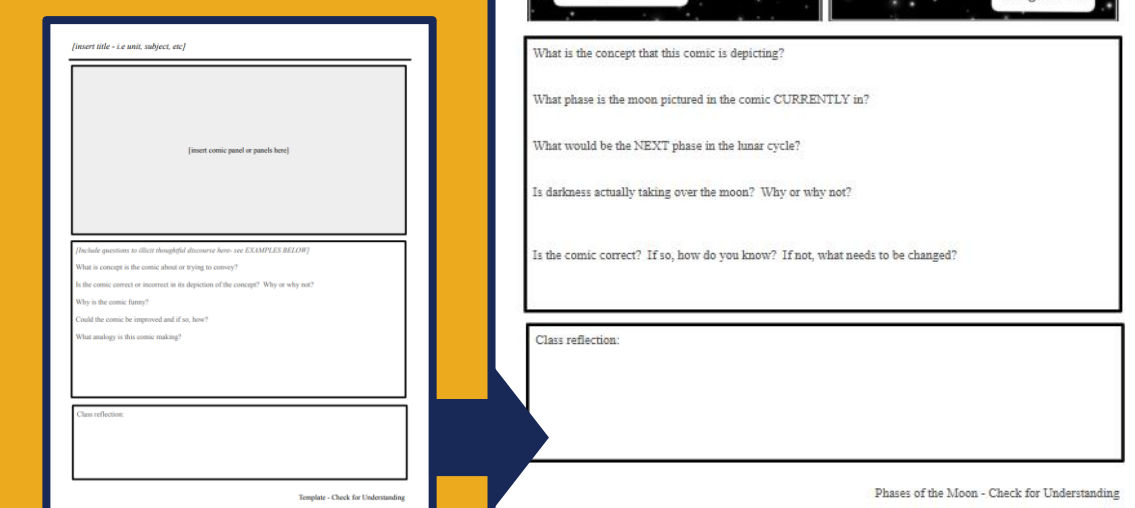 [insert title - i.e unit, subject, etc]
[insert comic panel or panels here]
[Include questions to illicit thoughtful discourse here- see EXAMPLES BELOW]
What is concept is the comic about or trying to convey?
Is the comic correct or incorrect in its depiction of the concept? Why or why not?
Why is the comic funny?
Could the comic be improved and if so, how?
What analogy is this comic making?
Class reflection:
Template - Check for Understanding
What is the concept that this comic is depicting?
What phase is the moon pictured in the comic CURRENTLY in?
What would be the NEXT phase in the lunar cycle?
Is darkness actually taking over the moon? Why or why not?
Is the comic correct? If so, how do you know? If not, what needs to be changed?
Class reflection:
Phases of the Moon - Check for Understanding